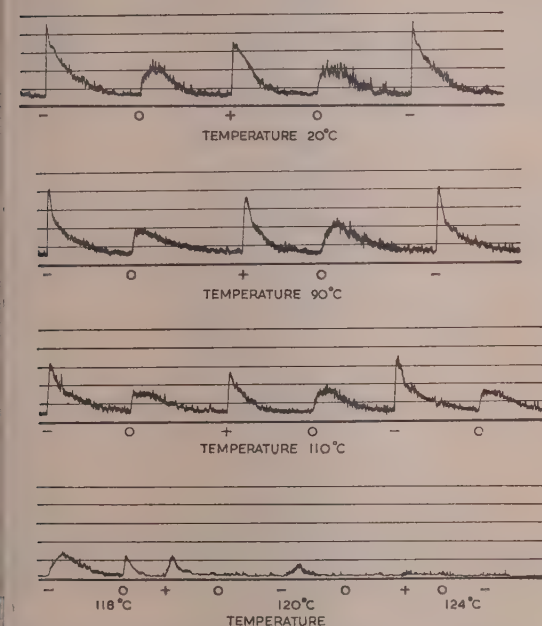 - O + O -
TEMPERATURE 20°C
- O + O -
TEMPERATURE 90°C
- O + O - O
TEMPERATURE 110°C
- O + O - O + O -
118°C 120°C 124°C
TEMPERATURE